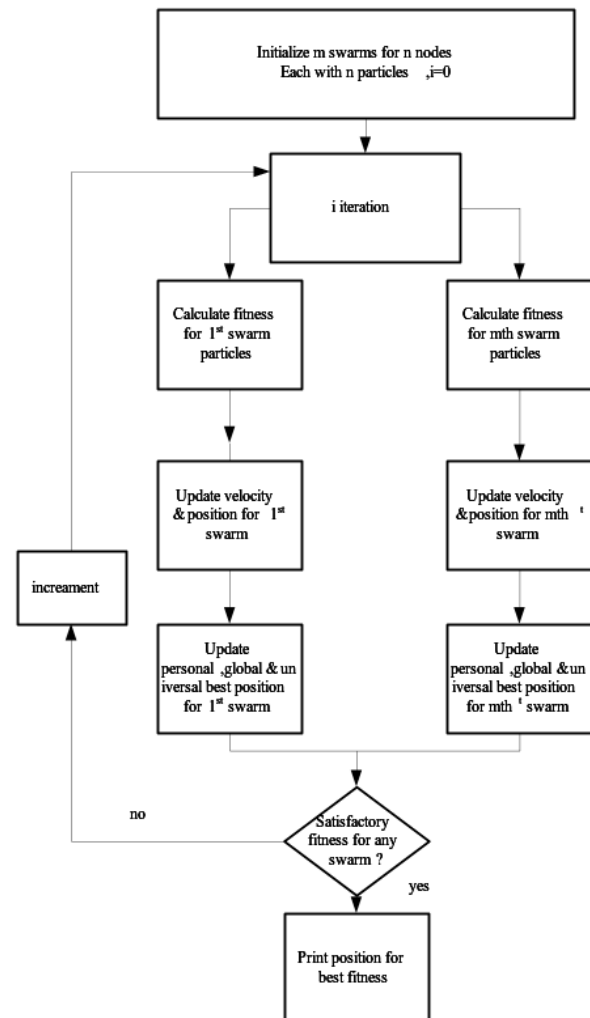 Initialize m swarms for n nodes
Each with n particles ,i=0
i iteration
Calculate fitness
for 1st swarm
particles
Calculate fitness
for mth swarm
particles
Update velocity
& position for 1st
swarm
Update velocity
& position for mth t
swarm
increament
Update
personal ,global & un
iversal best position
for 1st swarm
Update
personal ,global & un
iversal best position
for mth t swarm
no
Satisfactory
fitness for any
swarm ?
yes
Print position for
best fitness